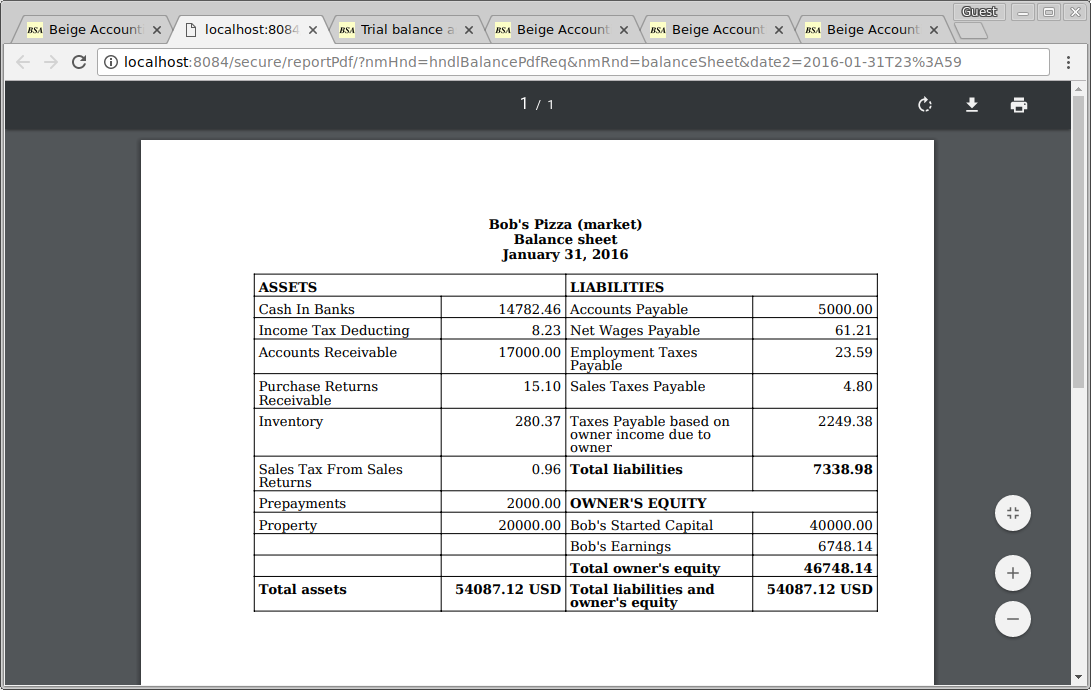 Guest
BSA Beige Account
localhost:8084
BSA Trial balance a
BSA Beige Account
BSA Beige Account
BSA Beige Account
localhost:8084/secure/reportPdf/?nmHnd=hndlBalancePdfReq&nmRnd=balanceSheet&date2=2016-01-31T23%3A59
1 / 1
Bob's Pizza (market)
Balance sheet
January 31, 2016
ASSETS LIABILITIES
Cash In Banks 14782.46 Accounts Payable 5000.00
Income Tax Deducting 8.23 Net Wages Payable 61.21
Accounts Receivable 17000.00 Employment Taxes 23.59
Payable
Purchase Returns 15.10 Sales Taxes Payable 4.80
Receivable
Inventory 280.37 Taxes Payable based on 2249.38
owner income due to
owner
Sales Tax From Sales 0.96 Total liabilities 7338.98
Returns
Prepayments 2000.00 OWNER'S EQUITY
Property 20000.00 Bob's Started Capital 40000.00
Bob's Earnings 6748.14
Total owner's equity 46748.14
Total assets 54087.12 USD Total liabilities and 54087.12 USD
owner's equity